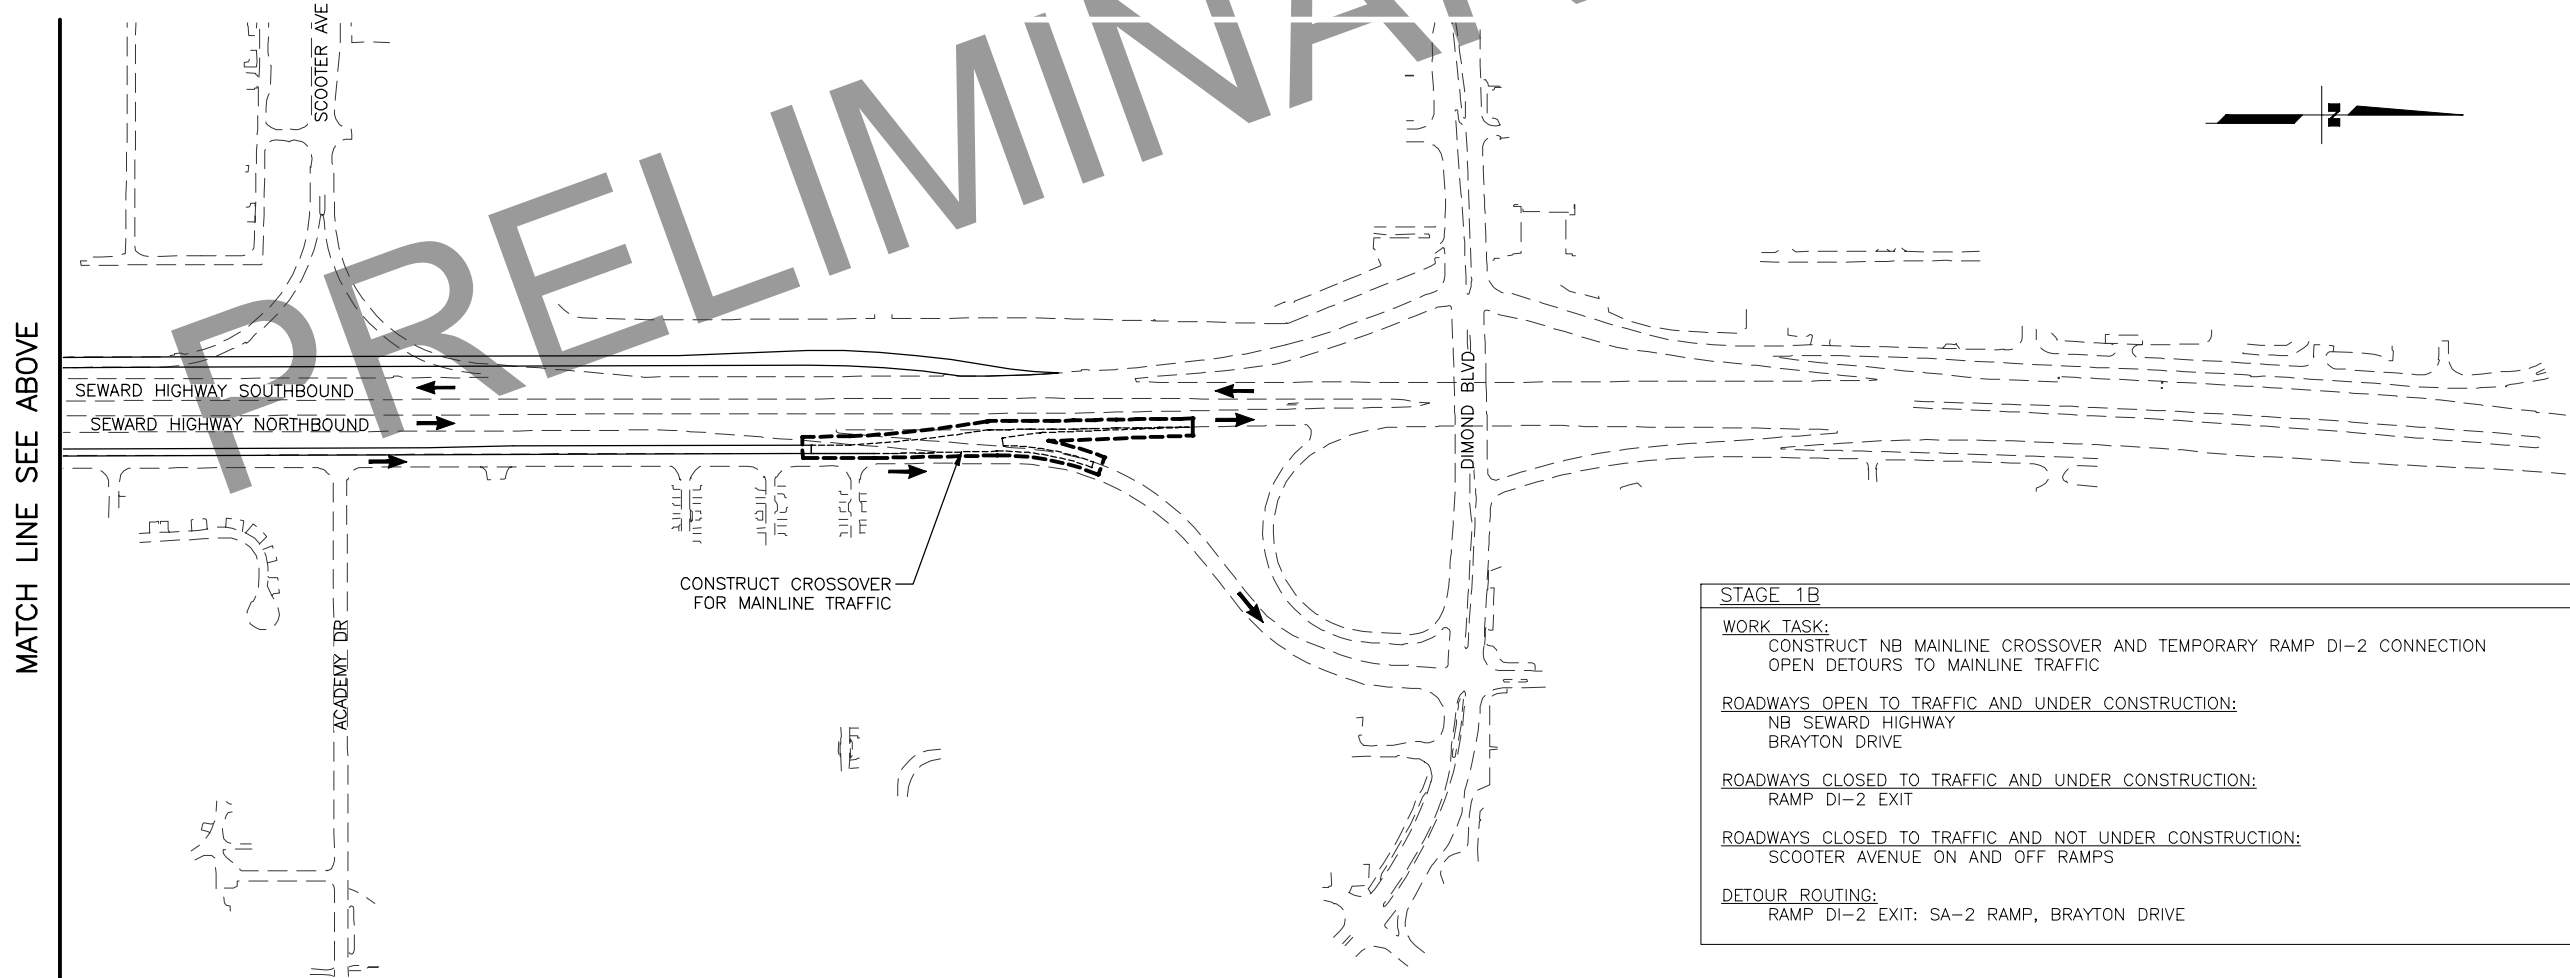 SCOOTER AVE
PRELIMINA
N
MATCH LINE SEE ABOVE
SEWARD HIGHWAY SOUTHBOUND
SEWARD HIGHWAY NORTHBOUND
DIMOND BLVD
CONSTRUCT CROSSOVER
FOR MAINLINE TRAFFIC
ACADEMY DR
STAGE 1B
WORK TASK:
CONSTRUCT NB MAINLINE CROSSOVER AND TEMPORARY RAMP DI-2 CONNECTION
OPEN DETOURS TO MAINLINE TRAFFIC
ROADWAYS OPEN TO TRAFFIC AND UNDER CONSTRUCTION:
NB SEWARD HIGHWAY
BRAYTON DRIVE
ROADWAYS CLOSED TO TRAFFIC AND UNDER CONSTRUCTION:
RAMP DI-2 EXIT
ROADWAYS CLOSED TO TRAFFIC AND NOT UNDER CONSTRUCTION:
SCOOTER AVENUE ON AND OFF RAMPS
DETOUR ROUTING:
RAMP DI-2 EXIT: SA-2 RAMP, BRAYTON DRIVE